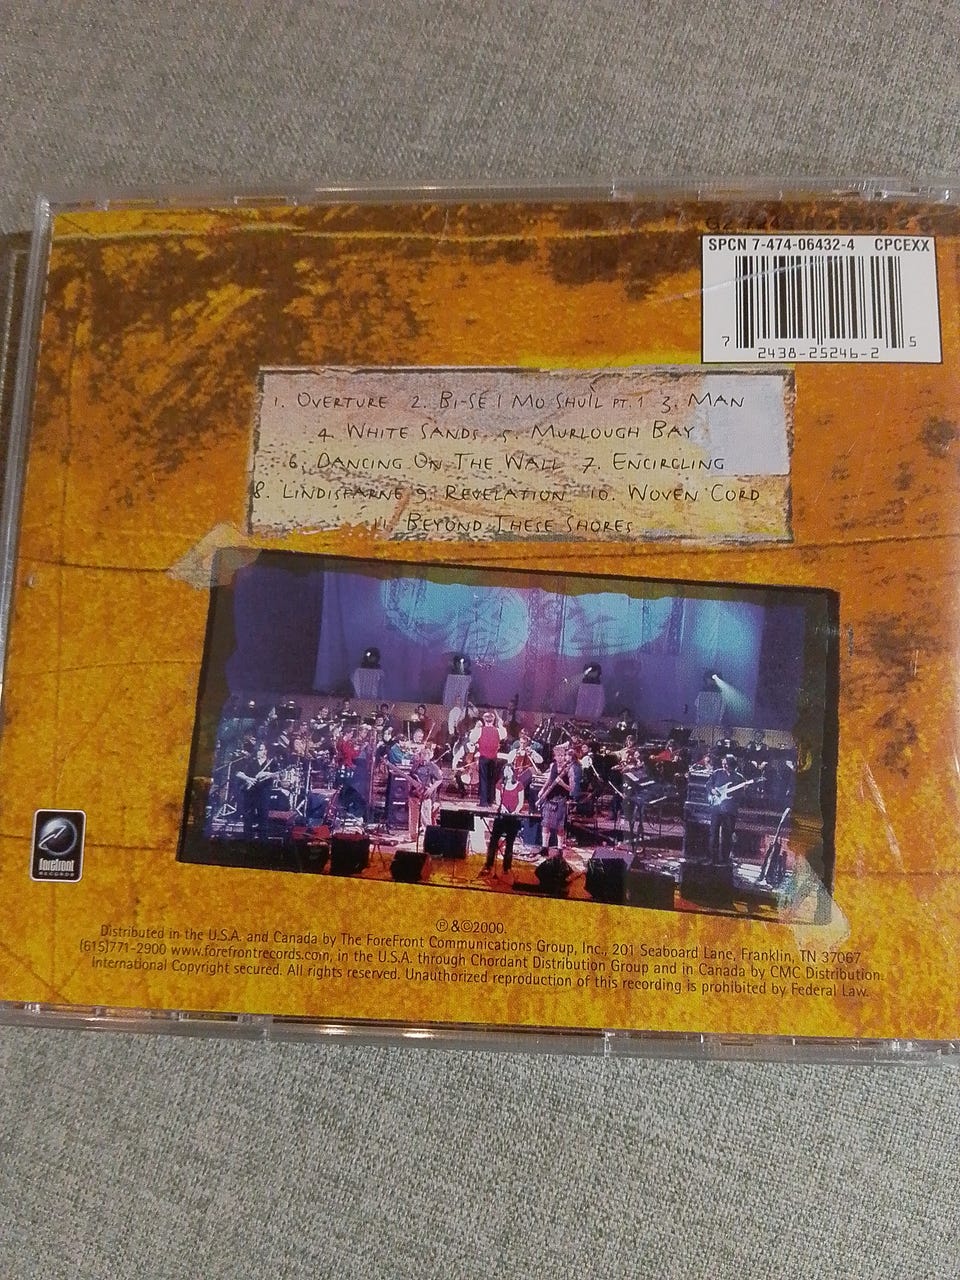 SPCN 7-474-06432-4 CPCEXX
7 2438-25246-2 5
1. OVERTURE 2. BI-SE I MO SHUIL PT. 1 3. MAN
4. WHITE SANDS 5. MURLOUGH BAY
6. DANCING ON THE WALL 7. ENCIRCLING
8. LINDISFARNE 9. REVELATION 10. WOVEN CORD
11. BEYOND THESE SHORES
forefront
RECORDS
℗ &©2000.
Distributed in the U.S.A. and Canada by The ForeFront Communications Group, Inc., 201 Seaboard Lane, Franklin, TN 37067
(615)771-2900 www.forefrontrecords.com, in the U.S.A. through Chordant Distribution Group and in Canada by CMC Distribution.
International Copyright secured. All rights reserved. Unauthorized reproduction of this recording is prohibited by Federal Law.